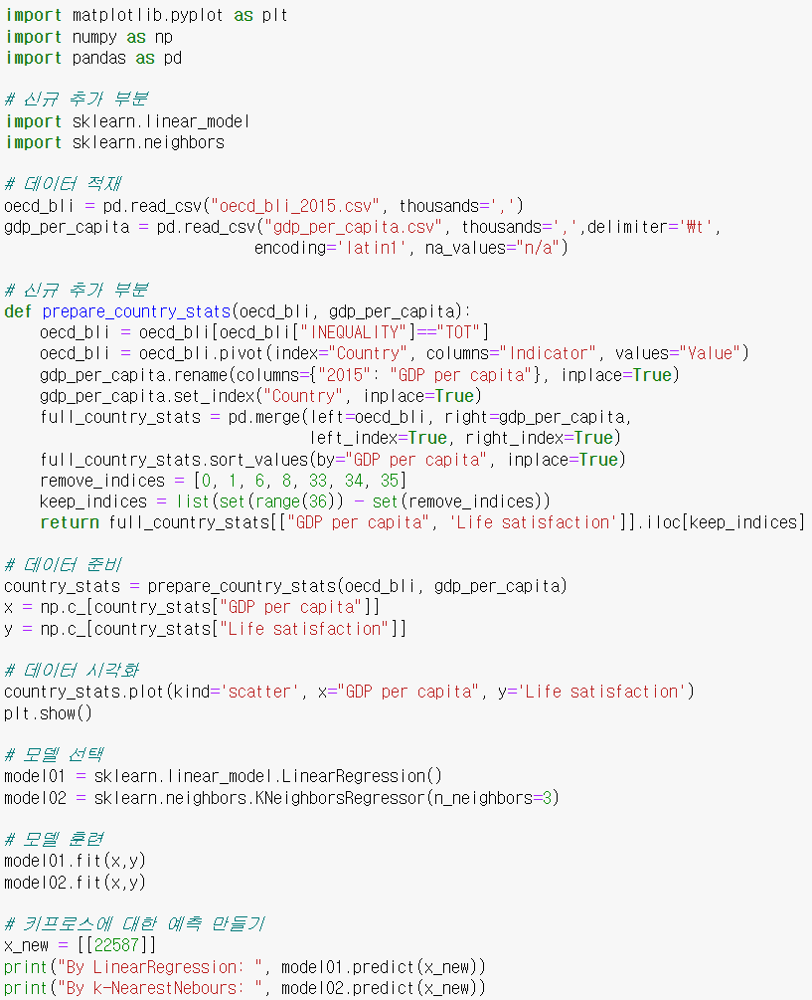 import matplotlib.pyplot as plt
import numpy as np
import pandas as pd

# 신규 추가 부분
import sklearn.linear_model
import sklearn.neighbors

# 데이터 적재
oecd_bli = pd.read_csv("oecd_bli_2015.csv", thousands=',')
gdp_per_capita = pd.read_csv("gdp_per_capita.csv", thousands=',',delimiter='₩t',
                            encoding='latin1', na_values="n/a")

# 신규 추가 부분
def prepare_country_stats(oecd_bli, gdp_per_capita):
    oecd_bli = oecd_bli[oecd_bli["INEQUALITY"]=="TOT"]
    oecd_bli = oecd_bli.pivot(index="Country", columns="Indicator", values="Value")
    gdp_per_capita.rename(columns={"2015": "GDP per capita"}, inplace=True)
    gdp_per_capita.set_index("Country", inplace=True)
    full_country_stats = pd.merge(left=oecd_bli, right=gdp_per_capita,
                                  left_index=True, right_index=True)
    full_country_stats.sort_values(by="GDP per capita", inplace=True)
    remove_indices = [0, 1, 6, 8, 33, 34, 35]
    keep_indices = list(set(range(36)) - set(remove_indices))
    return full_country_stats[["GDP per capita", 'Life satisfaction']].iloc[keep_indices]

# 데이터 준비
country_stats = prepare_country_stats(oecd_bli, gdp_per_capita)
x = np.c_[country_stats["GDP per capita"]]
y = np.c_[country_stats["Life satisfaction"]]

# 데이터 시각화
country_stats.plot(kind='scatter', x="GDP per capita", y='Life satisfaction')
plt.show()

# 모델 선택
model01 = sklearn.linear_model.LinearRegression()
model02 = sklearn.neighbors.KNeighborsRegressor(n_neighbors=3)

# 모델 훈련
model01.fit(x,y)
model02.fit(x,y)

# 키프로스에 대한 예측 만들기
x_new = [[22587]]
print("By LinearRegression: ", model01.predict(x_new))
print("By k-NearestNebours: ", model02.predict(x_new))